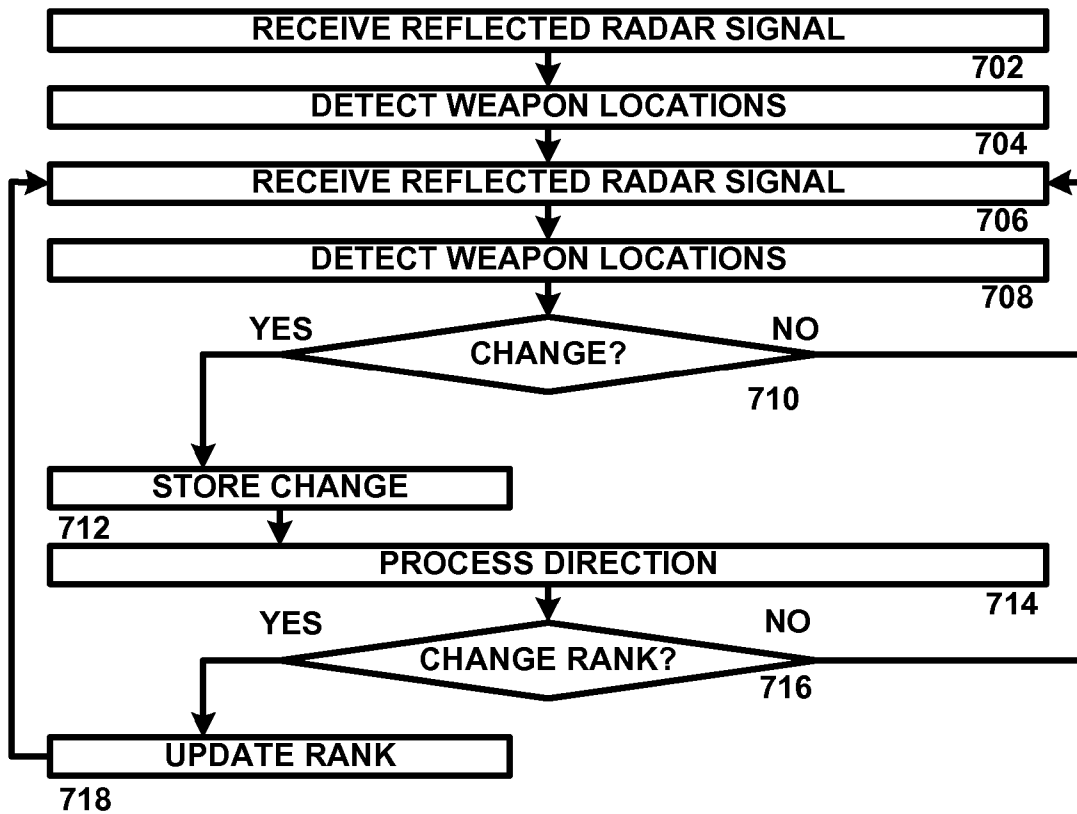 RECEIVE REFLECTED RADAR SIGNAL
702
DETECT WEAPON LOCATIONS
704
RECEIVE REFLECTED RADAR SIGNAL
706
DETECT WEAPON LOCATIONS
708
YES
NO
CHANGE?
710
STORE CHANGE
712
PROCESS DIRECTION
714
YES
NO
CHANGE RANK?
716
UPDATE RANK
718